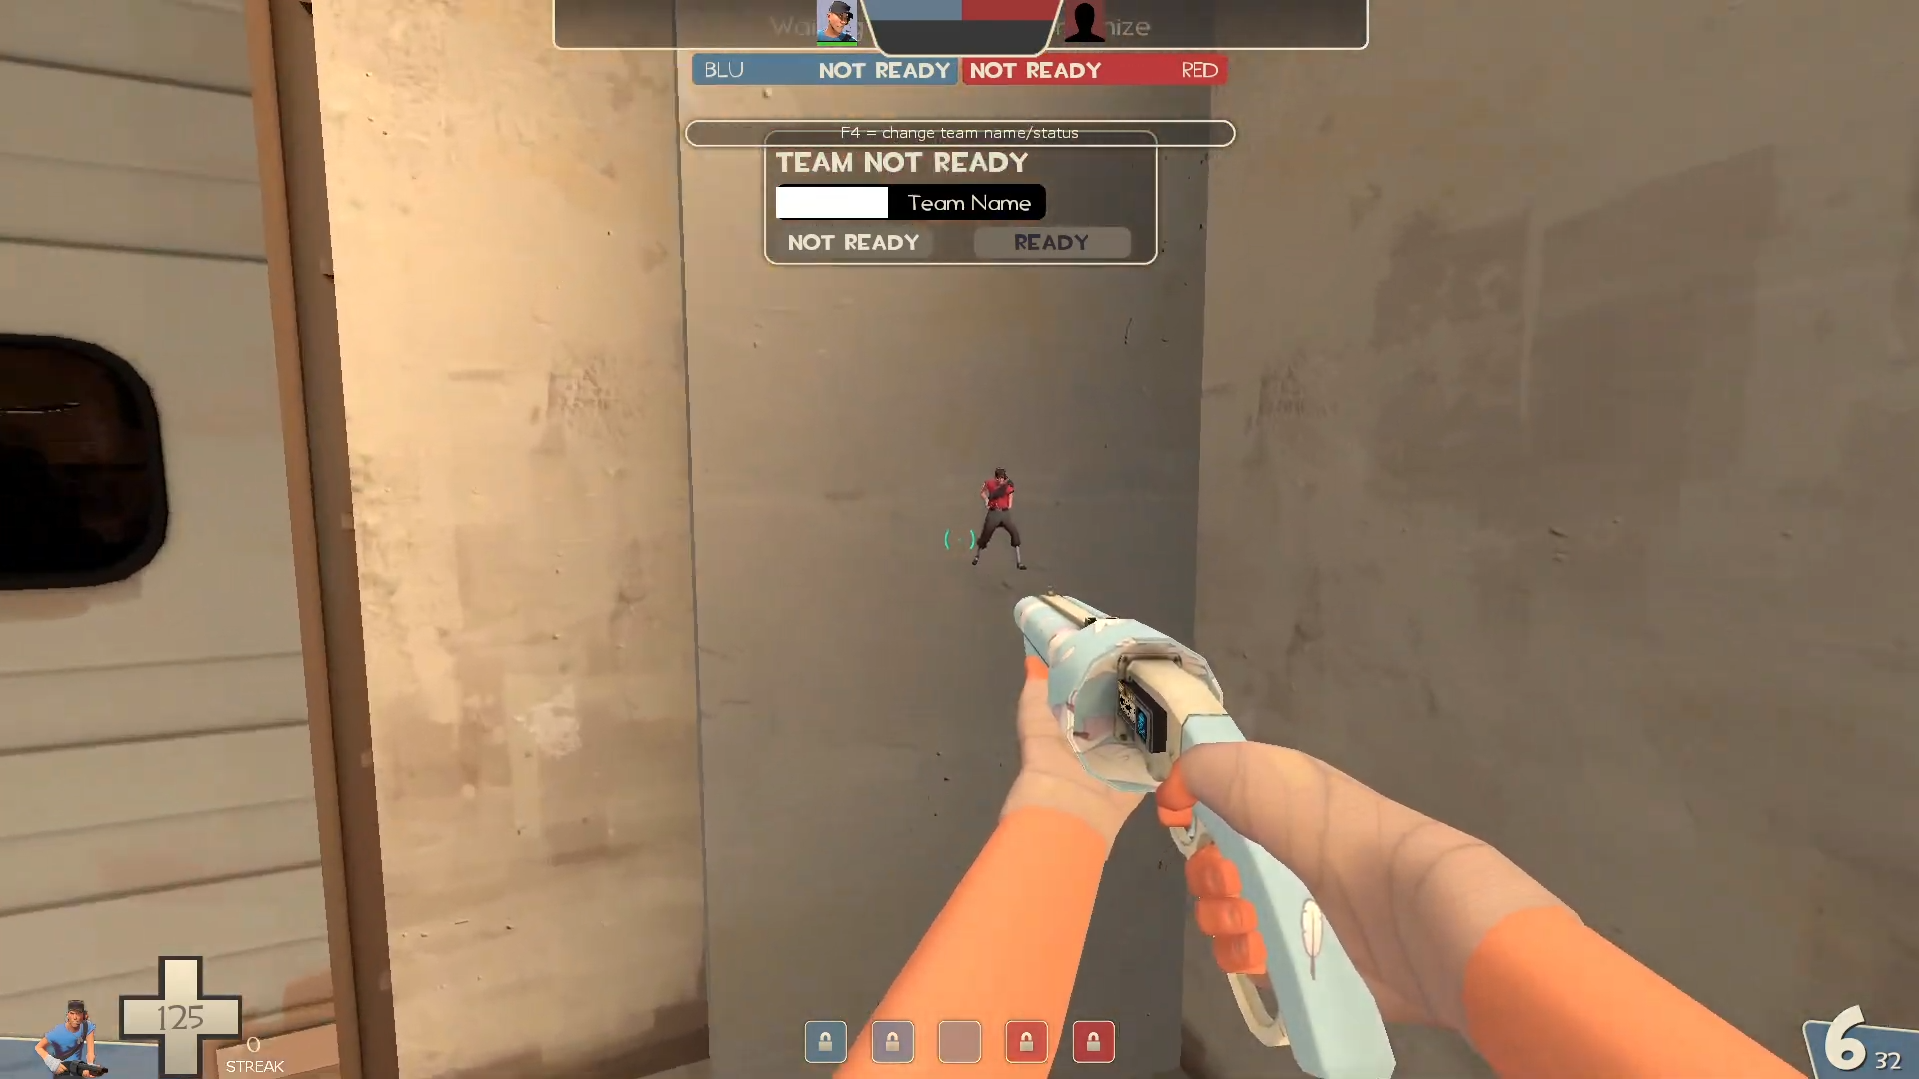 BLU NOT READY NOT READY RED
F4 = change team name/status
TEAM NOT READY
Team Name
NOT READY READY
125
0
STREAK
6 32